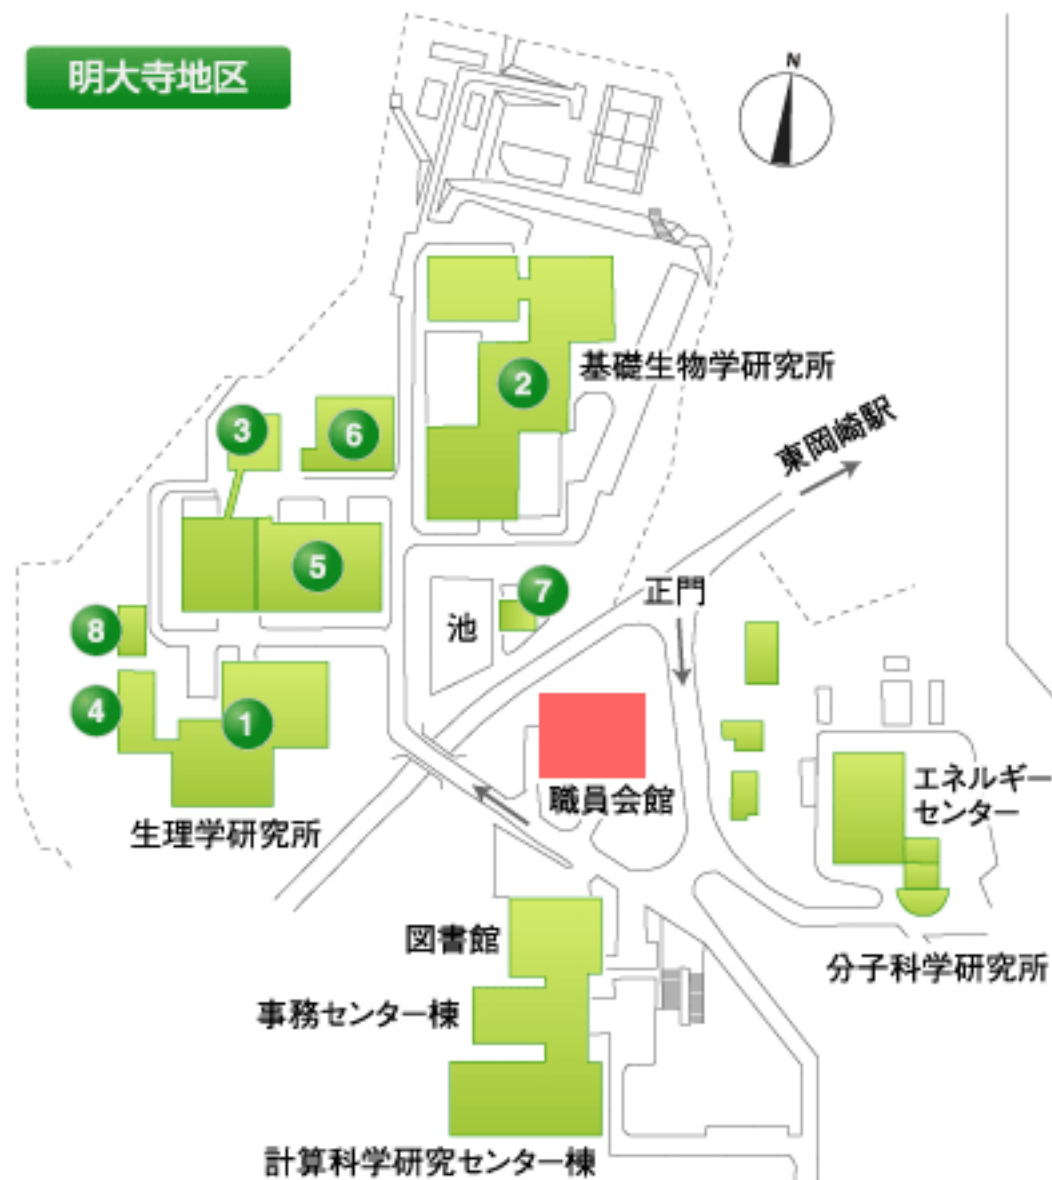 明大寺地区
N
基礎生物学研究所
2
3
6
東岡崎駅
5
7
正門
池
8
4
1
職員会館
エネルギー
センター
生理学研究所
図書館
分子科学研究所
事務センター棟
計算科学研究センター棟